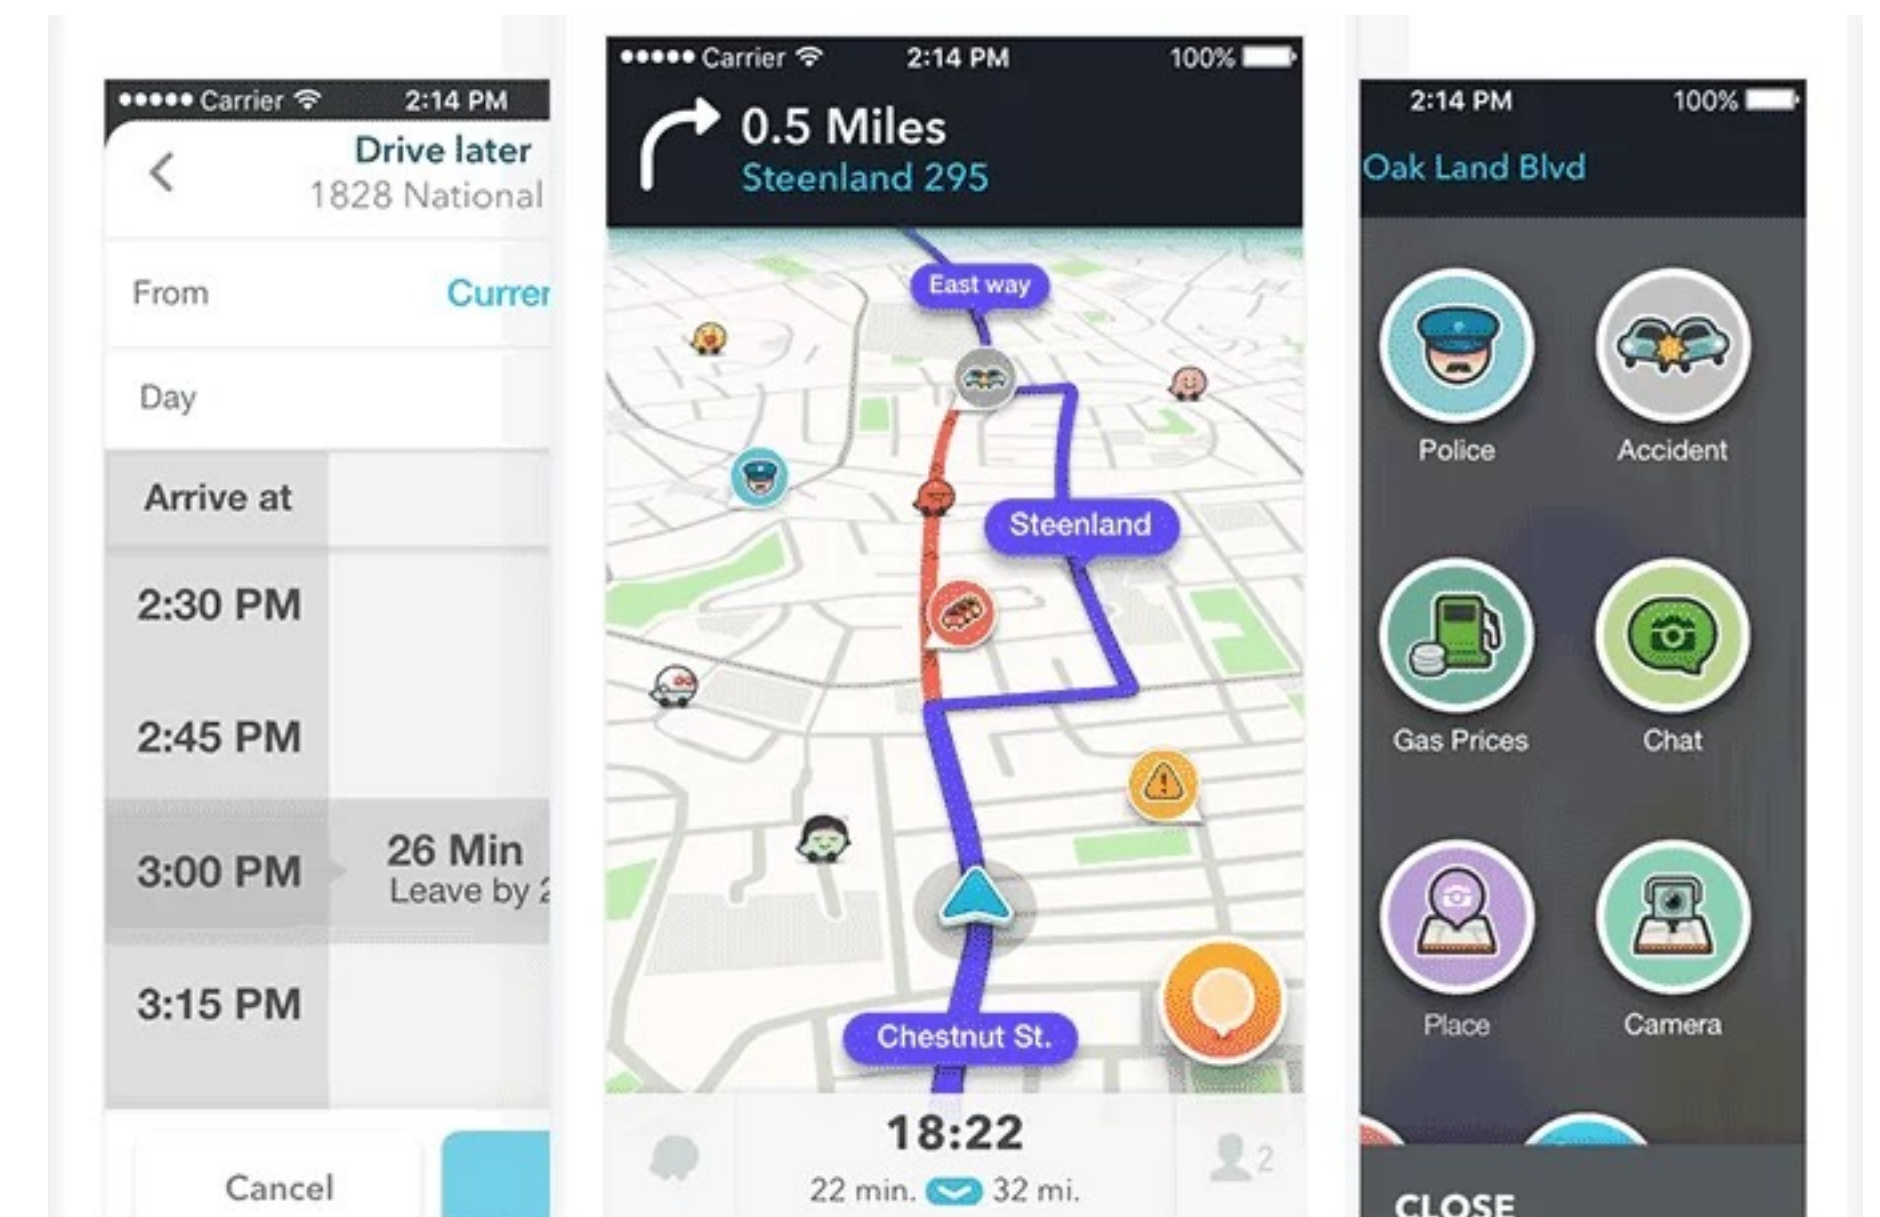 Carrier 2:14 PM
Drive later
1828 National
From
Day
Arrive at
2:30 PM
2:45 PM
3:00 PM
26 Min
Leave by
3:15 PM
Cancel
Carrier 2:14 PM 100%
0.5 Miles
Steenland 295
East way
Steenland
Chestnut St.
18:22
22 min. 32 mi.
2
2:14 PM 100%
Oak Land Blvd
Police Accident
Gas Prices Chat
Place Camera
CLOSE